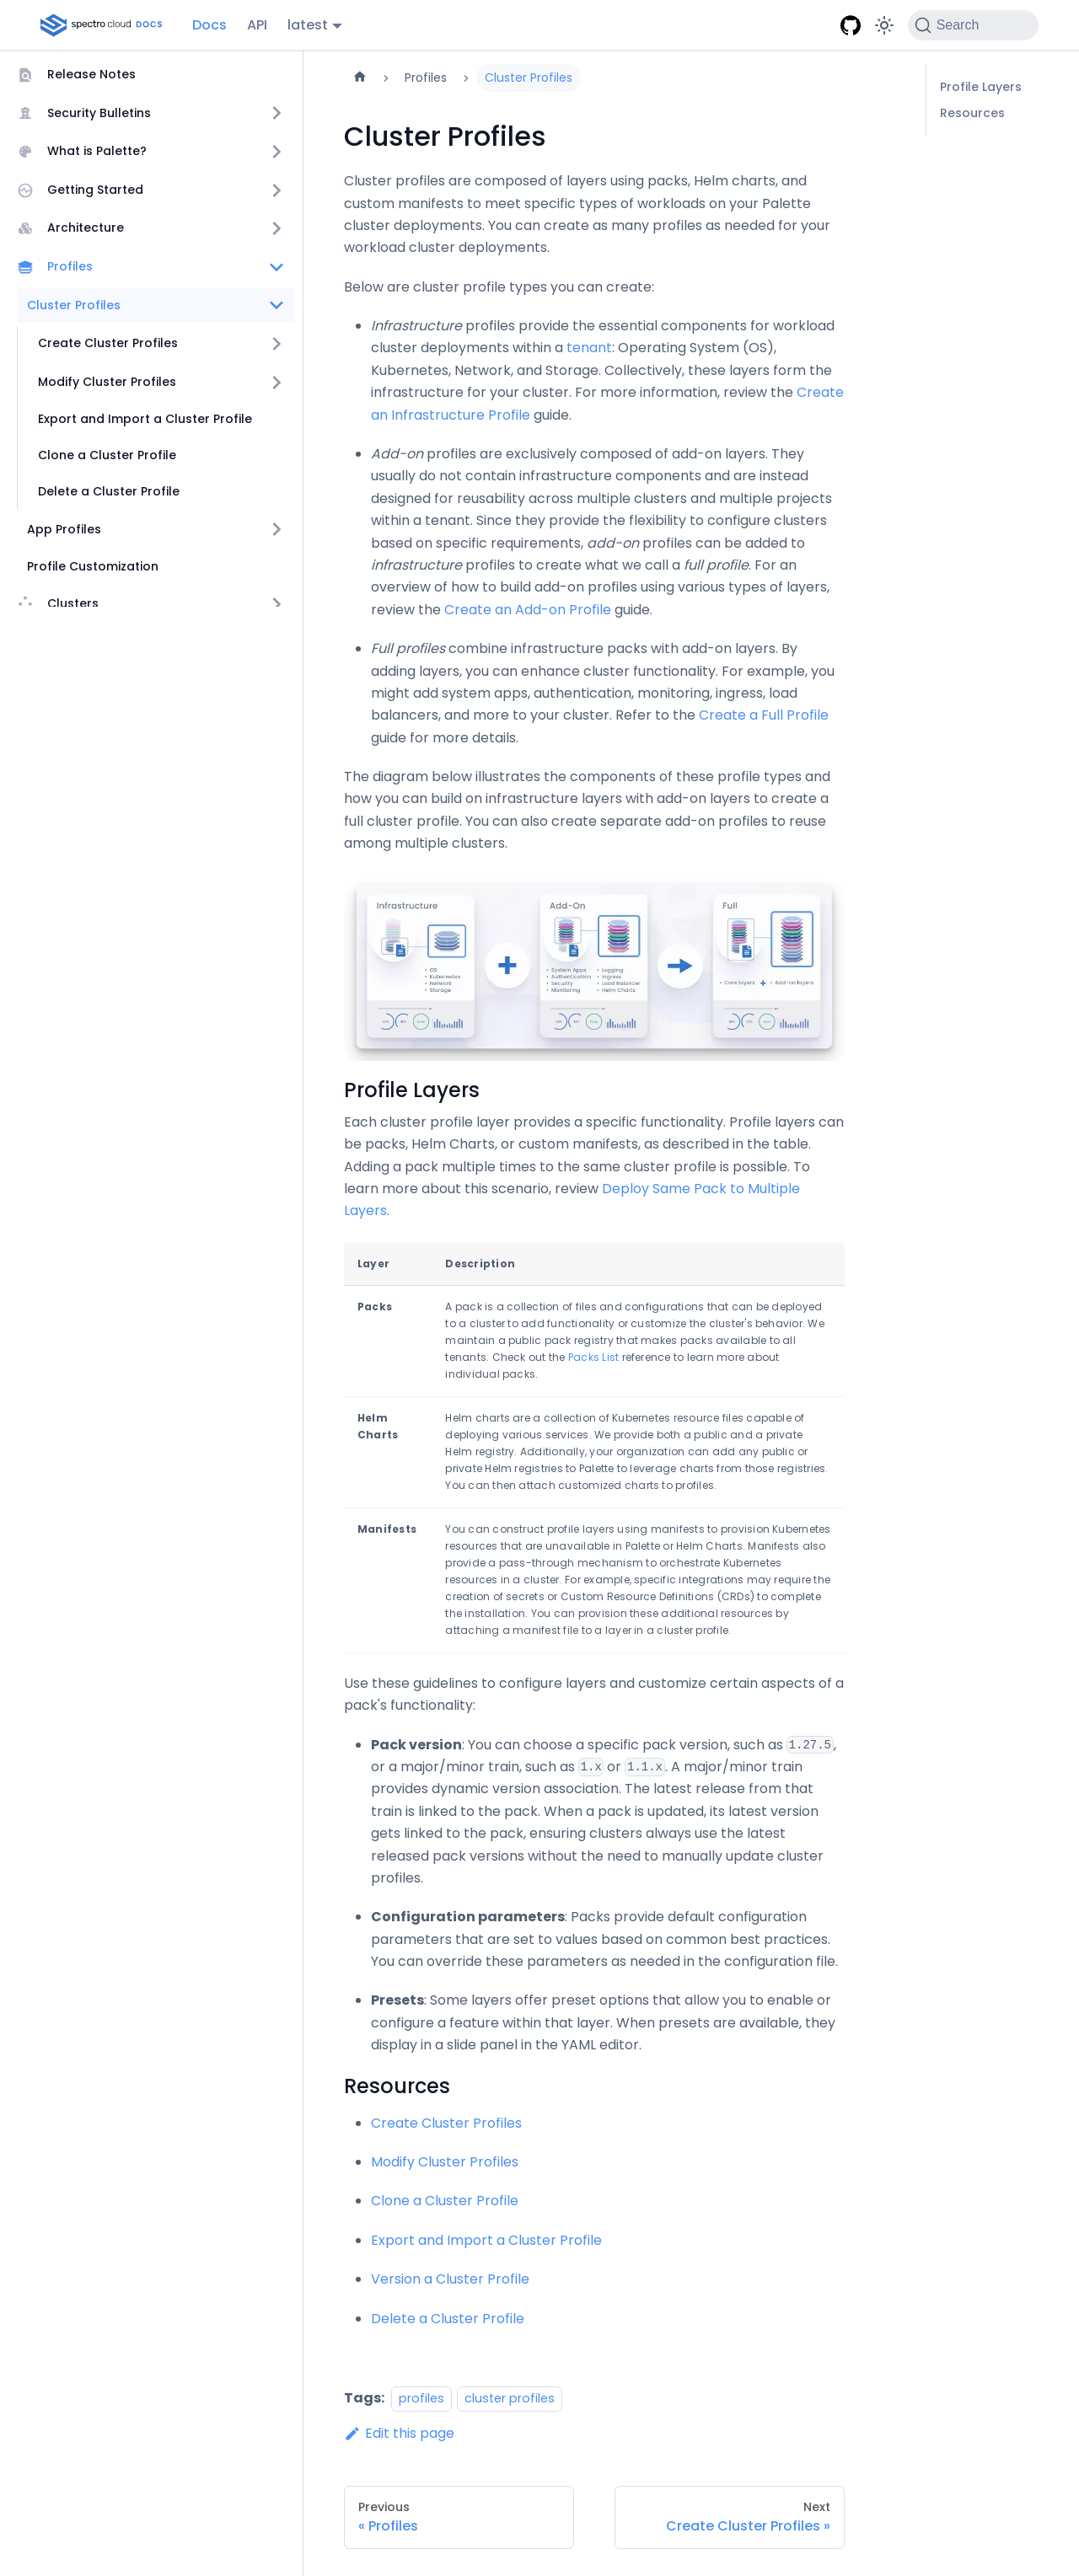 spectro cloud DOCS
Docs
API
latest
Search
Release Notes
Security Bulletins
What is Palette?
Getting Started
Architecture
Profiles
Cluster Profiles
Create Cluster Profiles
Modify Cluster Profiles
Export and Import a Cluster Profile
Clone a Cluster Profile
Delete a Cluster Profile
App Profiles
Profile Customization
Clusters
Profiles
Cluster Profiles
Profile Layers
Resources
Cluster Profiles
Cluster profiles are composed of layers using packs, Helm charts, and
custom manifests to meet specific types of workloads on your Palette
cluster deployments. You can create as many profiles as needed for your
workload cluster deployments.
Below are cluster profile types you can create:
Infrastructure profiles provide the essential components for workload
cluster deployments within a tenant: Operating System (OS),
Kubernetes, Network, and Storage. Collectively, these layers form the
infrastructure for your cluster. For more information, review the Create
an Infrastructure Profile guide.
Add-on profiles are exclusively composed of add-on layers. They
usually do not contain infrastructure components and are instead
designed for reusability across multiple clusters and multiple projects
within a tenant. Since they provide the flexibility to configure clusters
based on specific requirements, add-on profiles can be added to
infrastructure profiles to create what we call a full profile. For an
overview of how to build add-on profiles using various types of layers,
review the Create an Add-on Profile guide.
Full profiles combine infrastructure packs with add-on layers. By
adding layers, you can enhance cluster functionality. For example, you
might add system apps, authentication, monitoring, ingress, load
balancers, and more to your cluster. Refer to the Create a Full Profile
guide for more details.
The diagram below illustrates the components of these profile types and
how you can build on infrastructure layers with add-on layers to create a
full cluster profile. You can also create separate add-on profiles to reuse
among multiple clusters.
Infrastructure
• OS
• Kubernetes
• Network
• Storage
Add-On
• System Apps
• Authentication
• Security
• Monitoring
• Logging
• Ingress
• Load Balancer
• Helm Charts
Full
• Core layers + Add-on layers
Profile Layers
Each cluster profile layer provides a specific functionality. Profile layers can
be packs, Helm Charts, or custom manifests, as described in the table.
Adding a pack multiple times to the same cluster profile is possible. To
learn more about this scenario, review Deploy Same Pack to Multiple
Layers.
Layer
Description
Packs
A pack is a collection of files and configurations that can be deployed
to a cluster to add functionality or customize the cluster's behavior. We
maintain a public pack registry that makes packs available to all
tenants. Check out the Packs List reference to learn more about
individual packs.
Helm
Charts
Helm charts are a collection of Kubernetes resource files capable of
deploying various services. We provide both a public and a private
Helm registry. Additionally, your organization can add any public or
private Helm registries to Palette to leverage charts from those registries.
You can then attach customized charts to profiles.
Manifests
You can construct profile layers using manifests to provision Kubernetes
resources that are unavailable in Palette or Helm Charts. Manifests also
provide a pass-through mechanism to orchestrate Kubernetes
resources in a cluster. For example, specific integrations may require the
creation of secrets or Custom Resource Definitions (CRDs) to complete
the installation. You can provision these additional resources by
attaching a manifest file to a layer in a cluster profile.
Use these guidelines to configure layers and customize certain aspects of a
pack's functionality:
Pack version: You can choose a specific pack version, such as 1.27.5,
or a major/minor train, such as 1.x or 1.1.x. A major/minor train
provides dynamic version association. The latest release from that
train is linked to the pack. When a pack is updated, its latest version
gets linked to the pack, ensuring clusters always use the latest
released pack versions without the need to manually update cluster
profiles.
Configuration parameters: Packs provide default configuration
parameters that are set to values based on common best practices.
You can override these parameters as needed in the configuration file.
Presets: Some layers offer preset options that allow you to enable or
configure a feature within that layer. When presets are available, they
display in a slide panel in the YAML editor.
Resources
Create Cluster Profiles
Modify Cluster Profiles
Clone a Cluster Profile
Export and Import a Cluster Profile
Version a Cluster Profile
Delete a Cluster Profile
Tags: profiles cluster profiles
Edit this page
Previous
« Profiles
Next
Create Cluster Profiles »